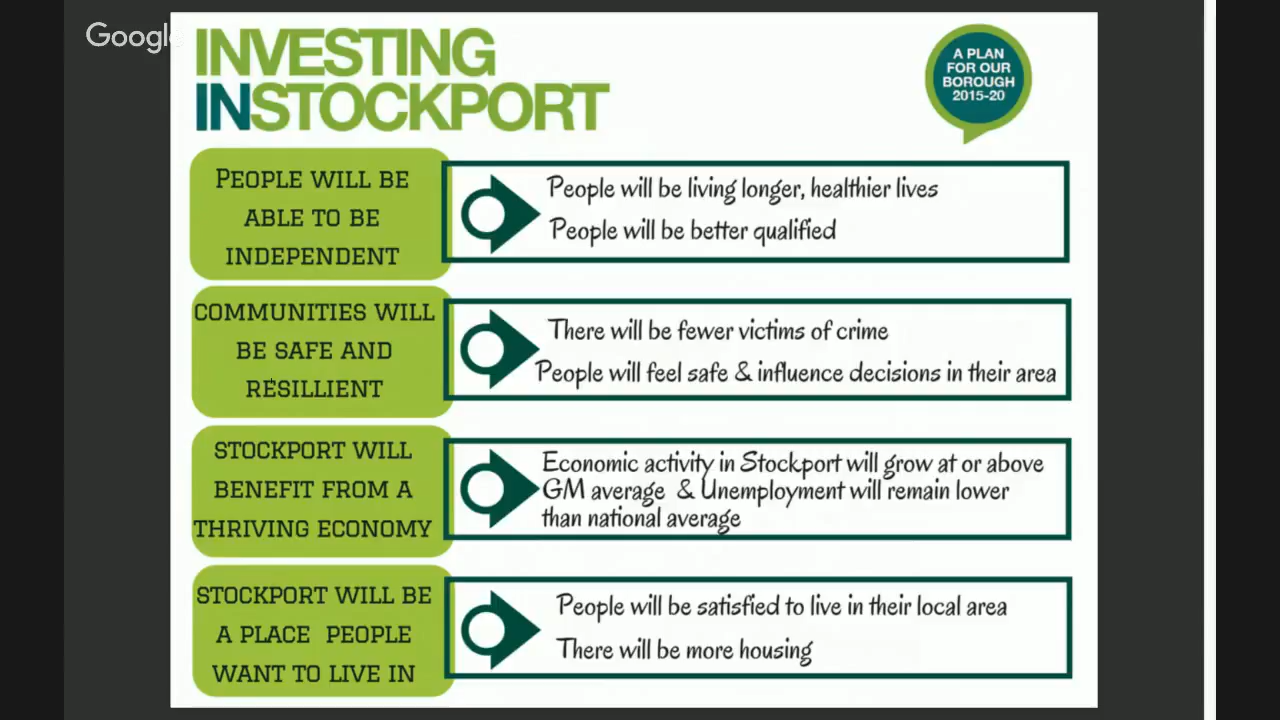 Google
INVESTING
INSTOCKPORT
A PLAN
FOR OUR
BOROUGH
2015-20
PEOPLE WILL BE
ABLE TO BE
INDEPENDENT
People will be living longer, healthier lives
People will be better qualified
COMMUNITIES WILL
BE SAFE AND
RESILLIENT
There will be fewer victims of crime
People will feel safe & influence decisions in their area
STOCKPORT WILL
BENEFIT FROM A
THRIVING ECONOMY
Economic activity in Stockport will grow at or above
GM average & Unemployment will remain lower
than national average
STOCKPORT WILL BE
A PLACE PEOPLE
WANT TO LIVE IN
People will be satisfied to live in their local area
There will be more housing